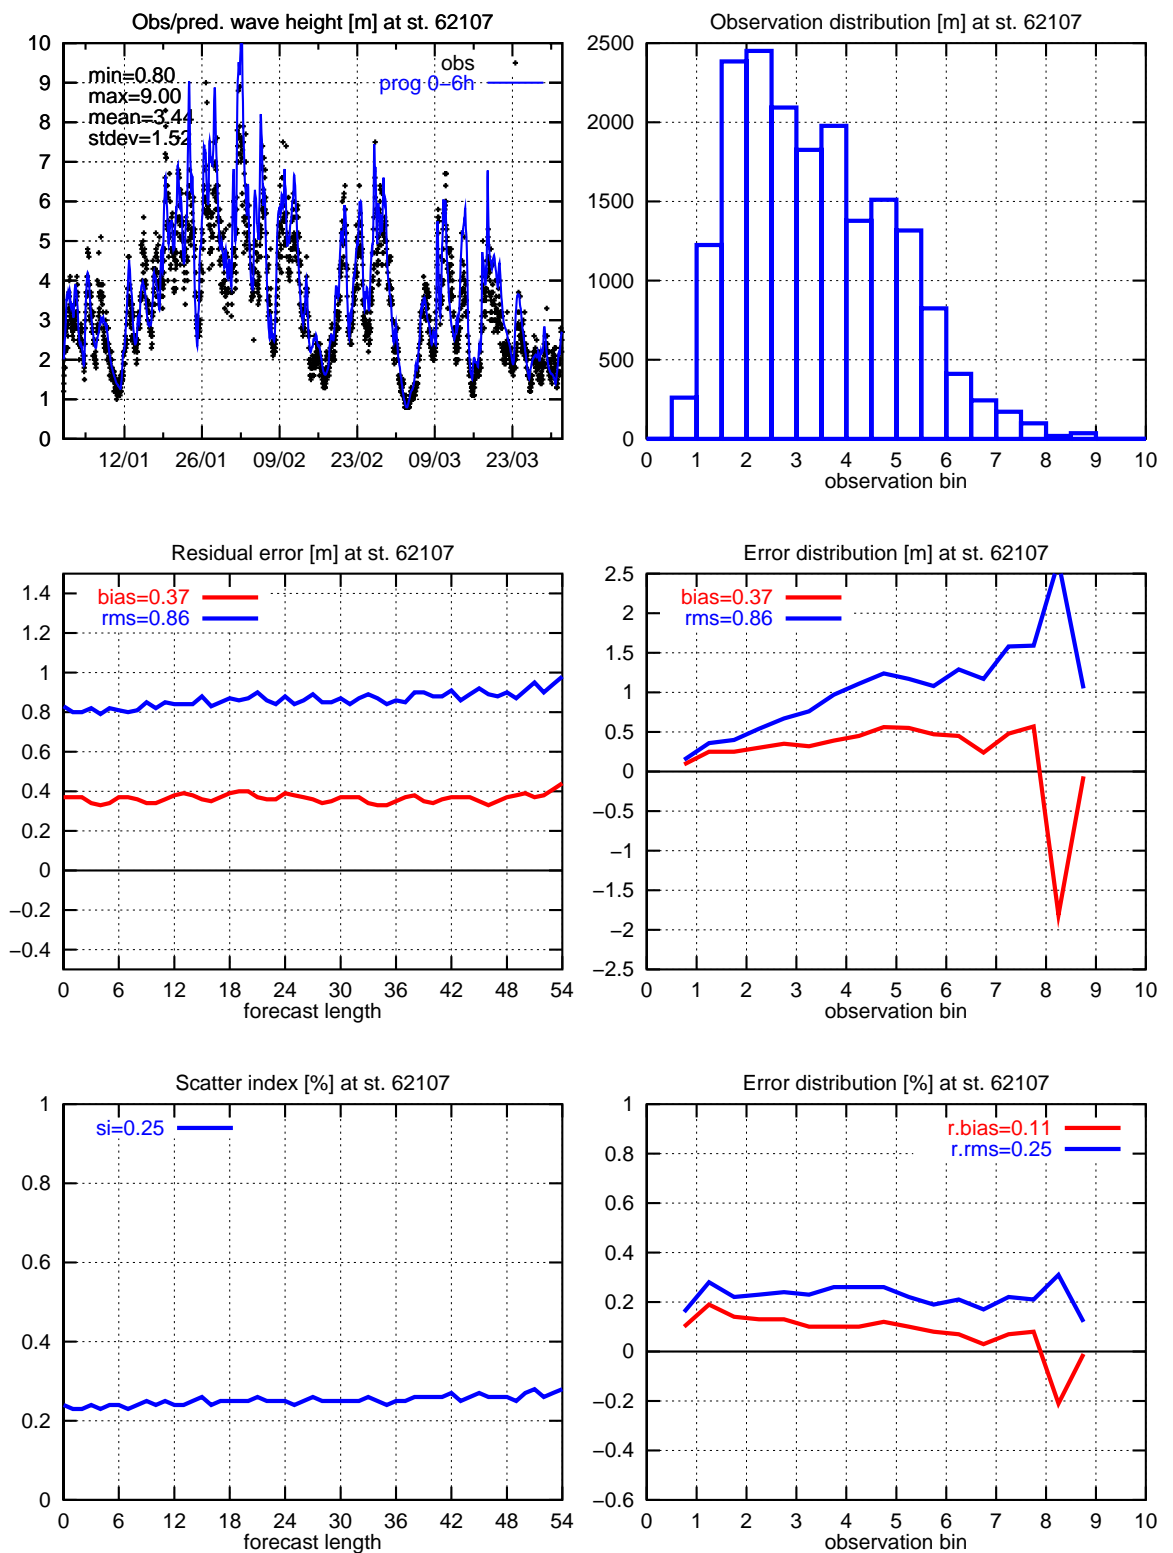 Obs/pred. wave height [m] at st. 62107
10
9
8
7
6
5
4
3
2
1
0
min=0.80
max=9.00
mean=3.44
stdev=1.52
obs
prog 0−6h
12/01 26/01 09/02 23/02 09/03 23/03
Observation distribution [m] at st. 62107
2500
2000
1500
1000
500
0
0 1 2 3 4 5 6 7 8 9 10
observation bin
Residual error [m] at st. 62107
1.4
1.2
1
0.8
0.6
0.4
0.2
0
−0.2
−0.4
bias=0.37
rms=0.86
0 6 12 18 24 30 36 42 48 54
forecast length
Error distribution [m] at st. 62107
2.5
2
1.5
1
0.5
0
−0.5
−1
−1.5
−2
−2.5
bias=0.37
rms=0.86
0 1 2 3 4 5 6 7 8 9 10
observation bin
Scatter index [%] at st. 62107
1
0.8
0.6
0.4
0.2
0
si=0.25
0 6 12 18 24 30 36 42 48 54
forecast length
Error distribution [%] at st. 62107
1
0.8
0.6
0.4
0.2
0
−0.2
−0.4
−0.6
r.bias=0.11
r.rms=0.25
0 1 2 3 4 5 6 7 8 9 10
observation bin